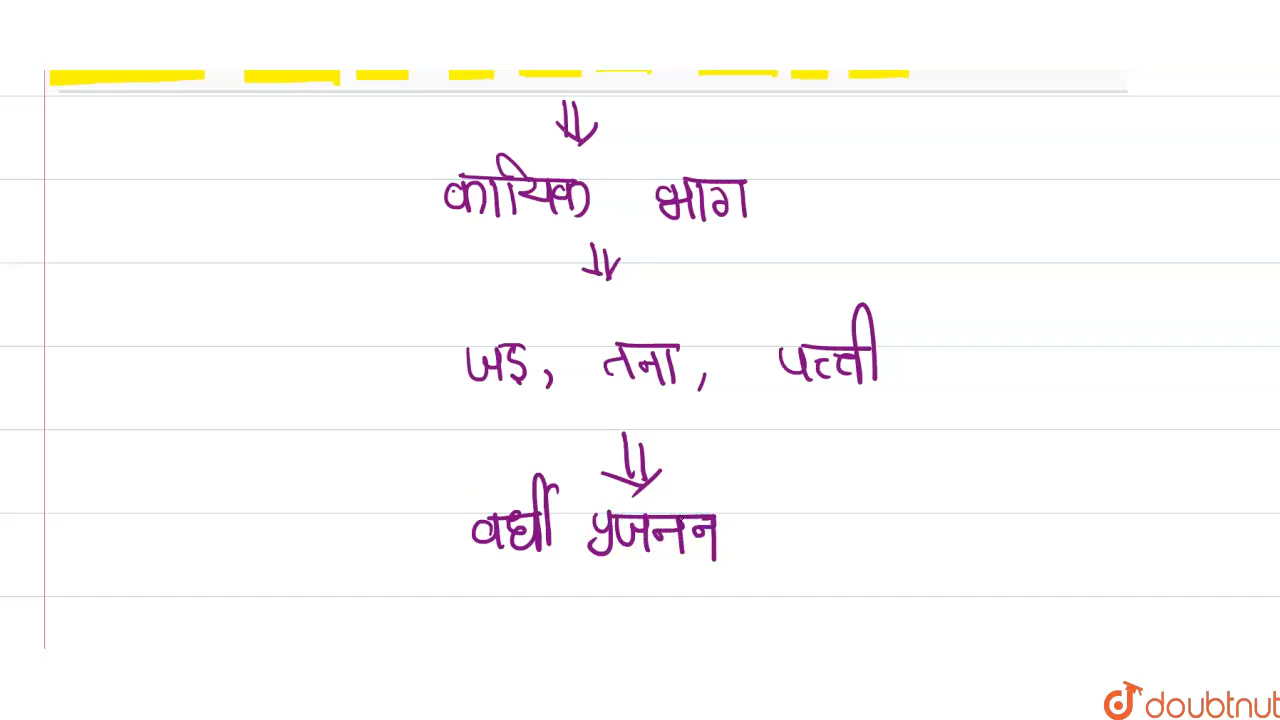 कायिक भाग
जड़, तना, पत्ती
वर्धी प्रजनन
doubtnut